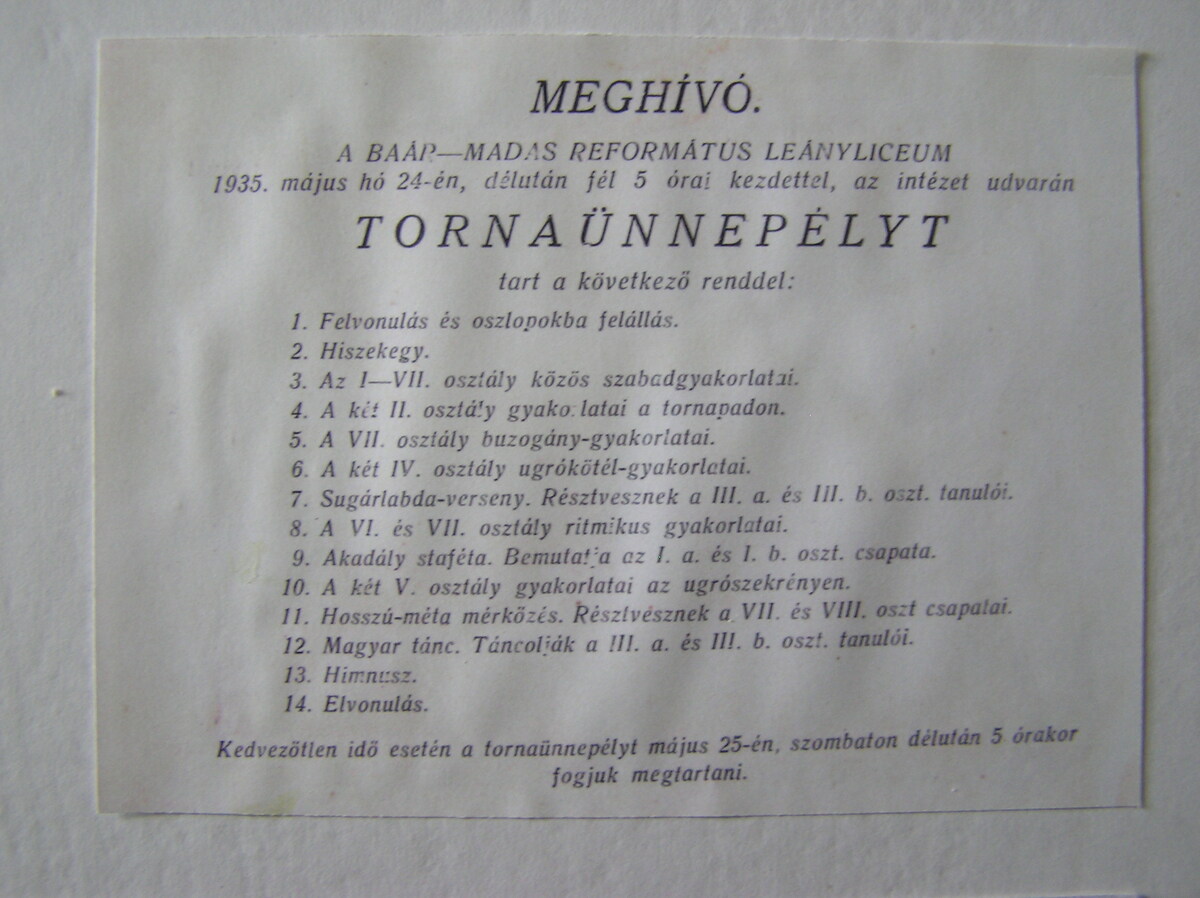 MEGHÍVÓ.
A BAÁR—MADAS REFORMÁTUS LEÁNYLICEUM
1935. május hó 24-én, délután fél 5 órai kezdettel, az intézet udvarán
TORNAÜNNEPÉLYT
tart a következő renddel:
1. Felvonulás és oszlopokba felállás.
2. Hiszekegy.
3. Az I—VII. osztály közös szabadgyakorlatai.
4. A két II. osztály gyakorlatai a tornapadon.
5. A VII. osztály buzogány-gyakorlatai.
6. A két IV. osztály ugrókötél-gyakorlatai.
7. Sugárlabda-verseny. Résztvesznek a III. a. és III. b. oszt. tanulói.
8. A VI. és VII. osztály ritmikus gyakorlatai.
9. Akadály staféta. Bemutatja az I. a. és I. b. oszt. csapata.
10. A két V. osztály gyakorlatai az ugrószekrényen.
11. Hosszú-méta mérkőzés. Résztvesznek a VII. és VIII. oszt csapatai.
12. Magyar tánc. Táncolják a III. a. és III. b. oszt. tanulói.
13. Himnusz.
14. Elvonulás.
Kedvezőtlen idő esetén a tornaünnepélyt május 25-én, szombaton délután 5 órakor
fogjuk megtartani.